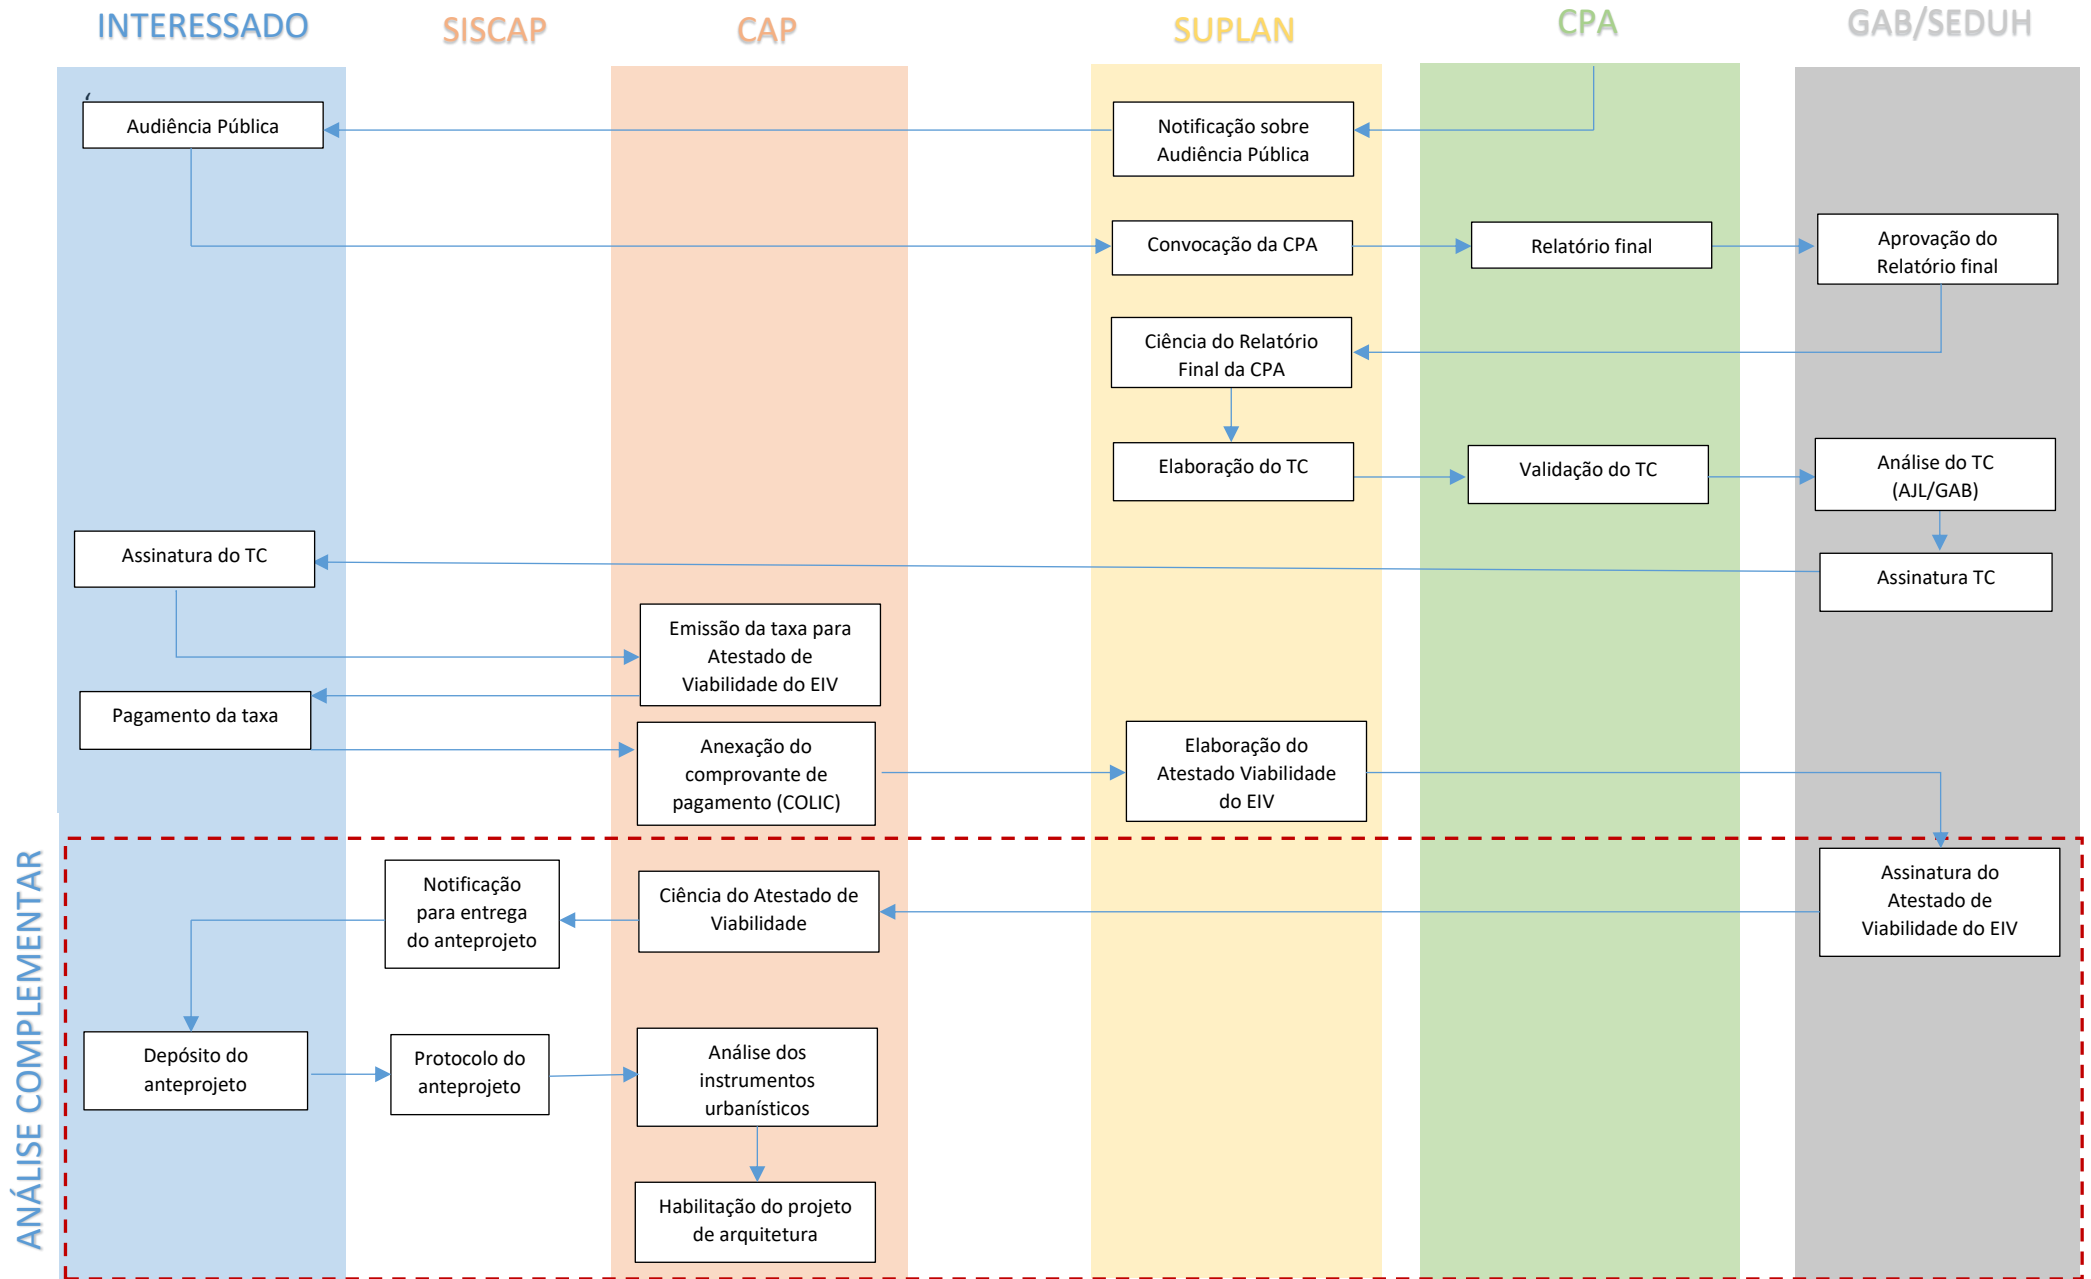 INTERESSADO
SISCAP
CAP
SUPLAN
CPA
GAB/SEDUH
Audiência Pública
Notificação sobre
Audiência Pública
Convocação da CPA
Relatório final
Aprovação do
Relatório final
Ciência do Relatório
Final da CPA
Elaboração do TC
Validação do TC
Análise do TC
(AJL/GAB)
Assinatura do TC
Assinatura TC
Emissão da taxa para
Atestado de
Viabilidade do EIV
Pagamento da taxa
Anexação do
comprovante de
pagamento (COLIC)
Elaboração do
Atestado Viabilidade
do EIV
ANÁLISE COMPLEMENTAR
Notificação
para entrega
do anteprojeto
Ciência do Atestado de
Viabilidade
Assinatura do
Atestado de
Viabilidade do EIV
Depósito do
anteprojeto
Protocolo do
anteprojeto
Análise dos
instrumentos
urbanísticos
Habilitação do projeto
de arquitetura